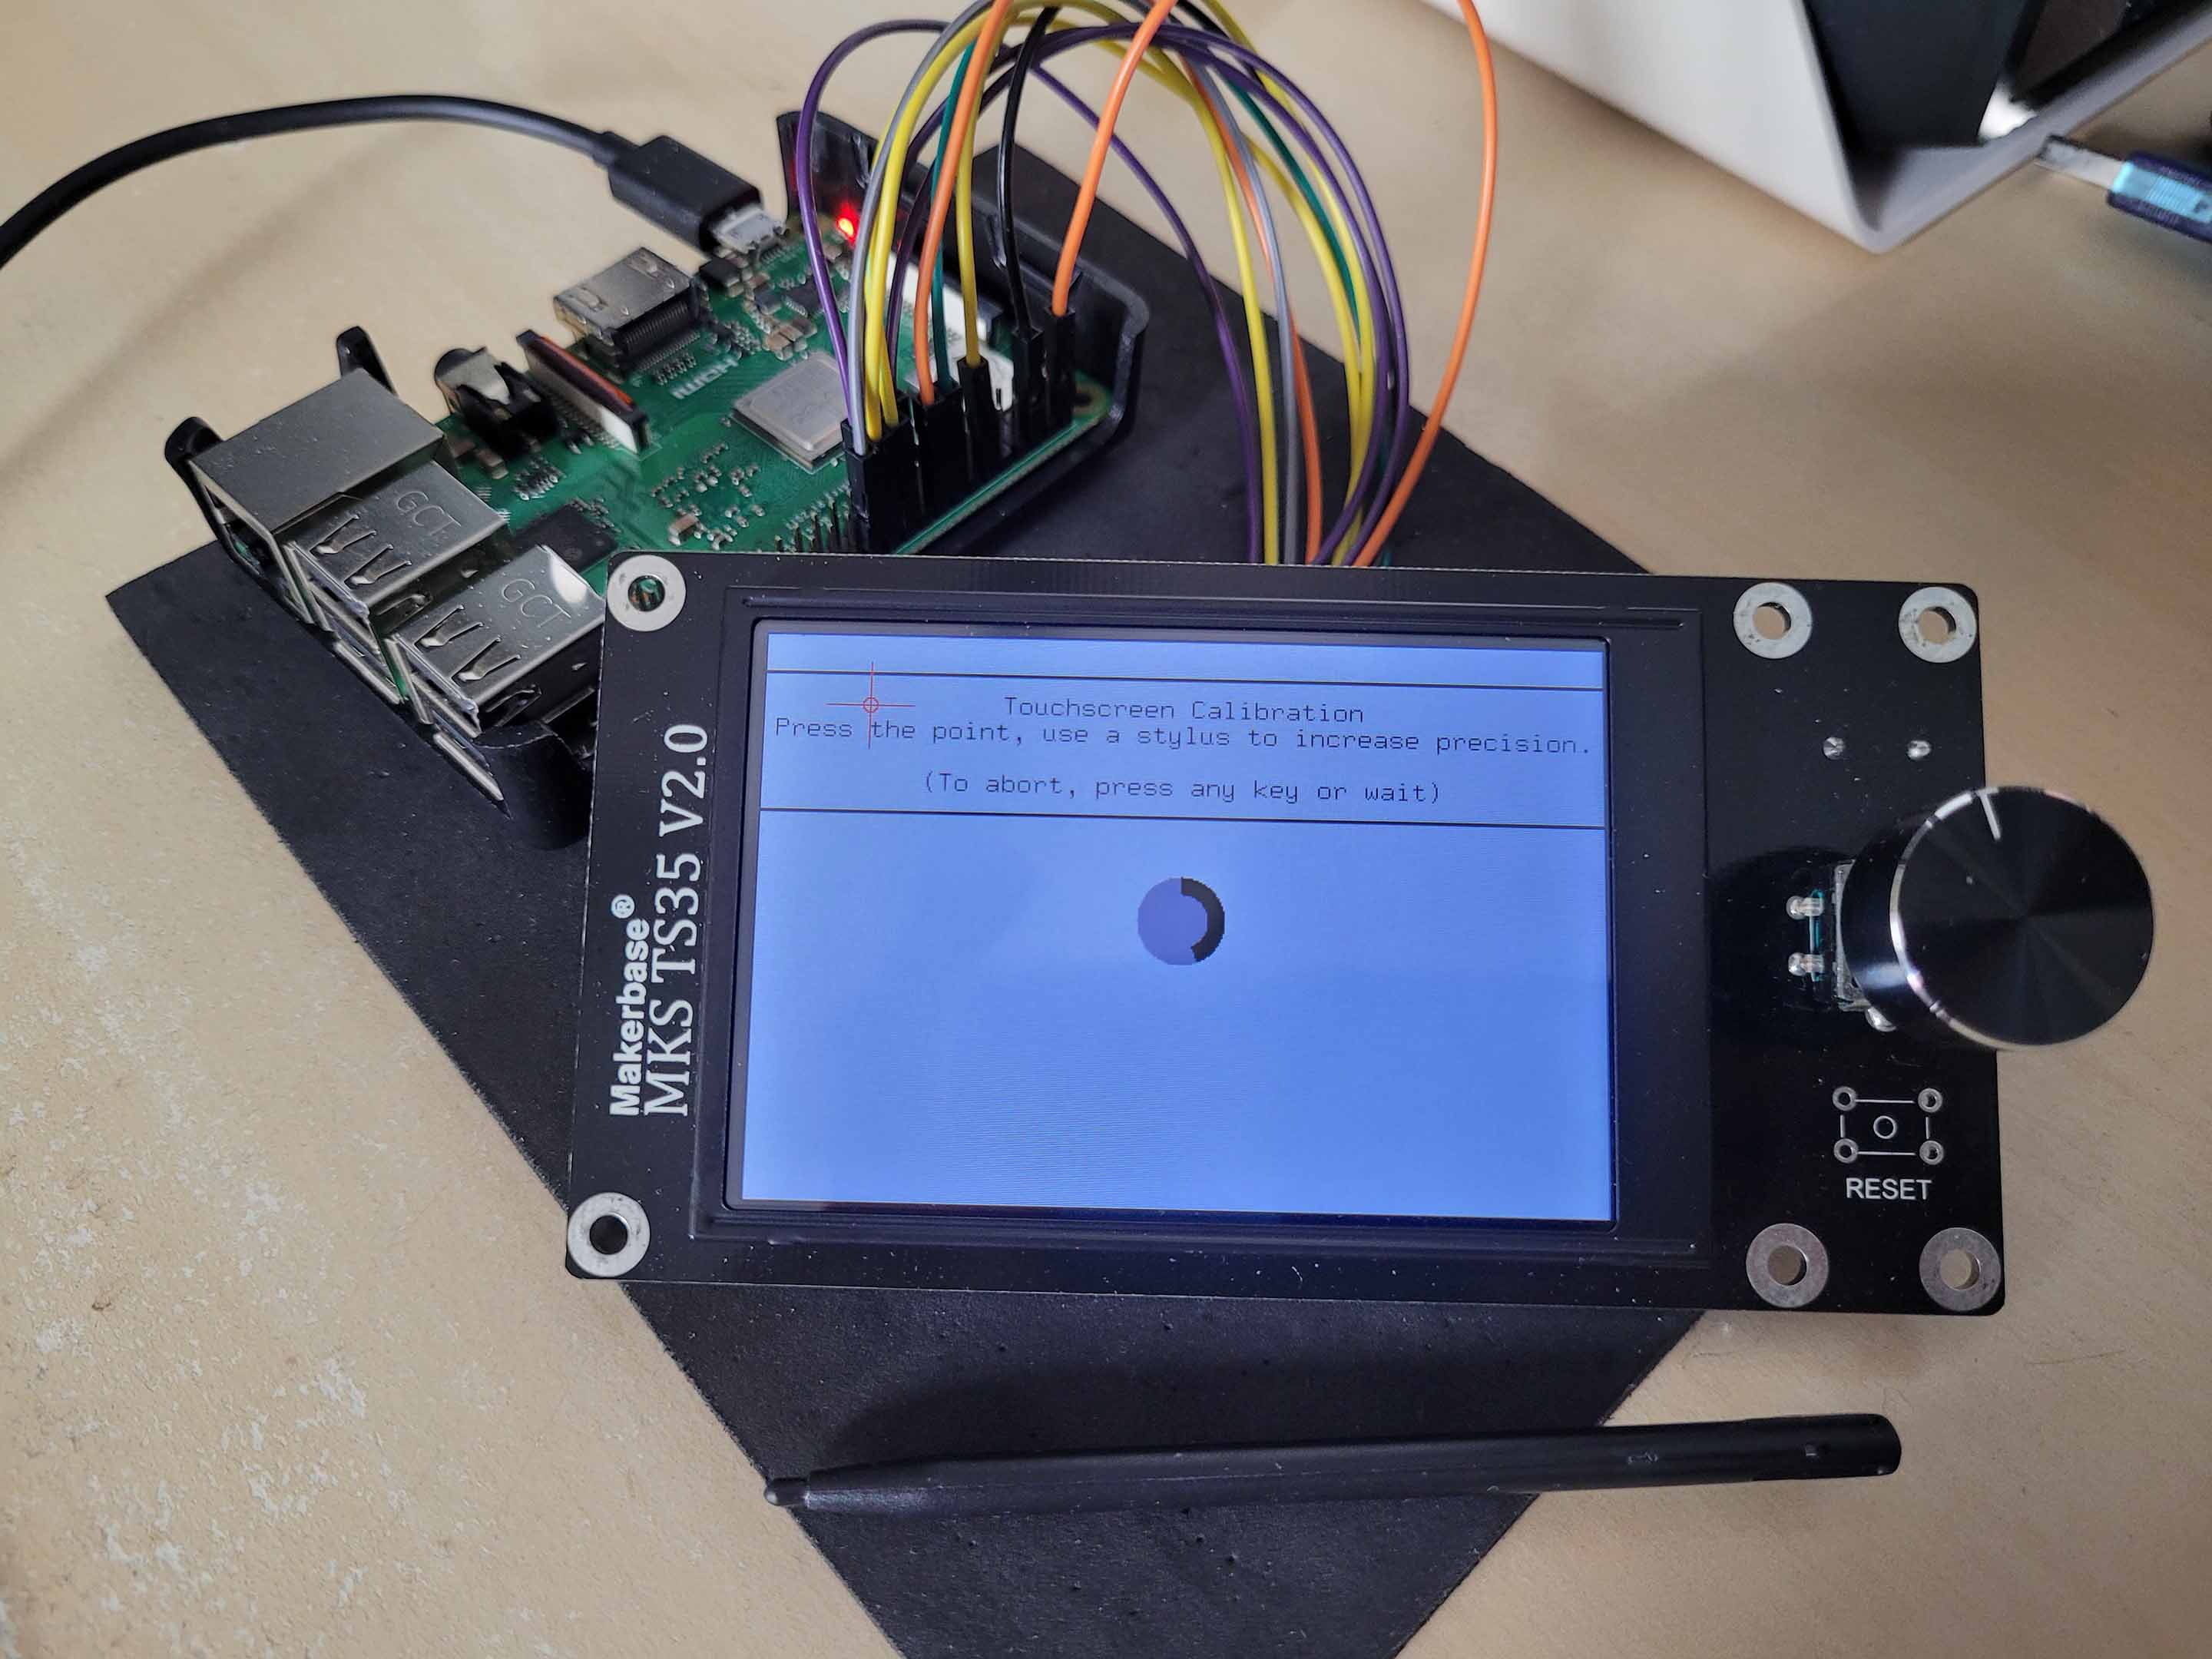 GCT
GCT
Makerbase®
MKS TS35 V2.0
Touchscreen Calibration
Press the point, use a stylus to increase precision.
(To abort, press any key or wait)
RESET